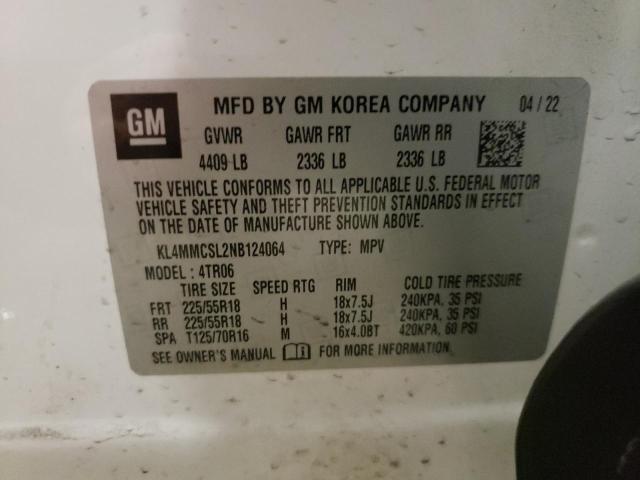 GM MFD BY GM KOREA COMPANY 04/22
GVWR GAWR FRT GAWR RR
4409 LB 2336 LB 2336 LB
THIS VEHICLE CONFORMS TO ALL APPLICABLE U.S. FEDERAL MOTOR
VEHICLE SAFETY AND THEFT PREVENTION STANDARDS IN EFFECT
ON THE DATE OF MANUFACTURE SHOWN ABOVE.
KL4MMCSL2NB124064 TYPE: MPV
MODEL: 4TR06
TIRE SIZE SPEED RTG RIM COLD TIRE PRESSURE
FRT 225/55R18 H 18x7.5J 240KPA, 35 PSI
RR 225/55R18 H 18x7.5J 240KPA, 35 PSI
SPA T125/70R16 M 16x4.0BT 420KPA, 60 PSI
SEE OWNER'S MANUAL FOR MORE INFORMATION.